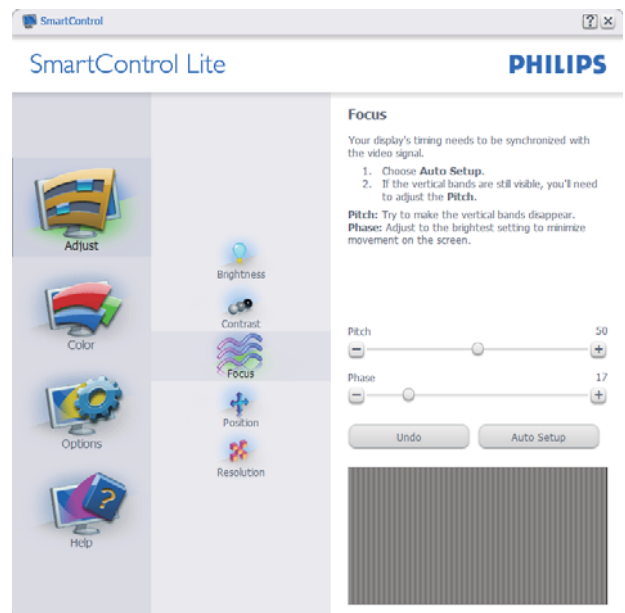 SmartControl
SmartControl Lite
PHILIPS
Adjust
Color
Options
Help
Brightness
Contrast
Focus
Position
Resolution
Focus
Your display's timing needs to be synchronized with
the video signal.
1. Choose Auto Setup.
2. If the vertical bands are still visible, you'll need
to adjust the Pitch.
Pitch: Try to make the vertical bands disappear.
Phase: Adjust to the brightest setting to minimize
movement on the screen.
Pitch 50
Phase 17
Undo Auto Setup